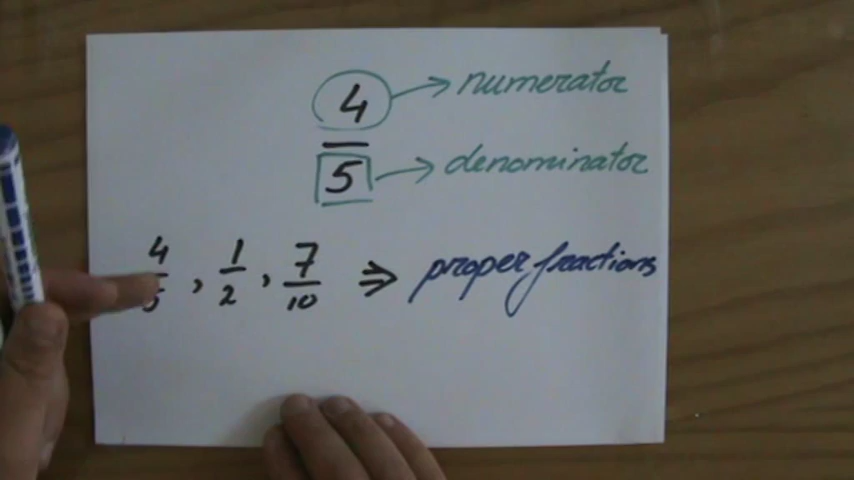 4 → numerator
5 → denominator
4/5, 1/2, 7/10 ⇒ proper fractions